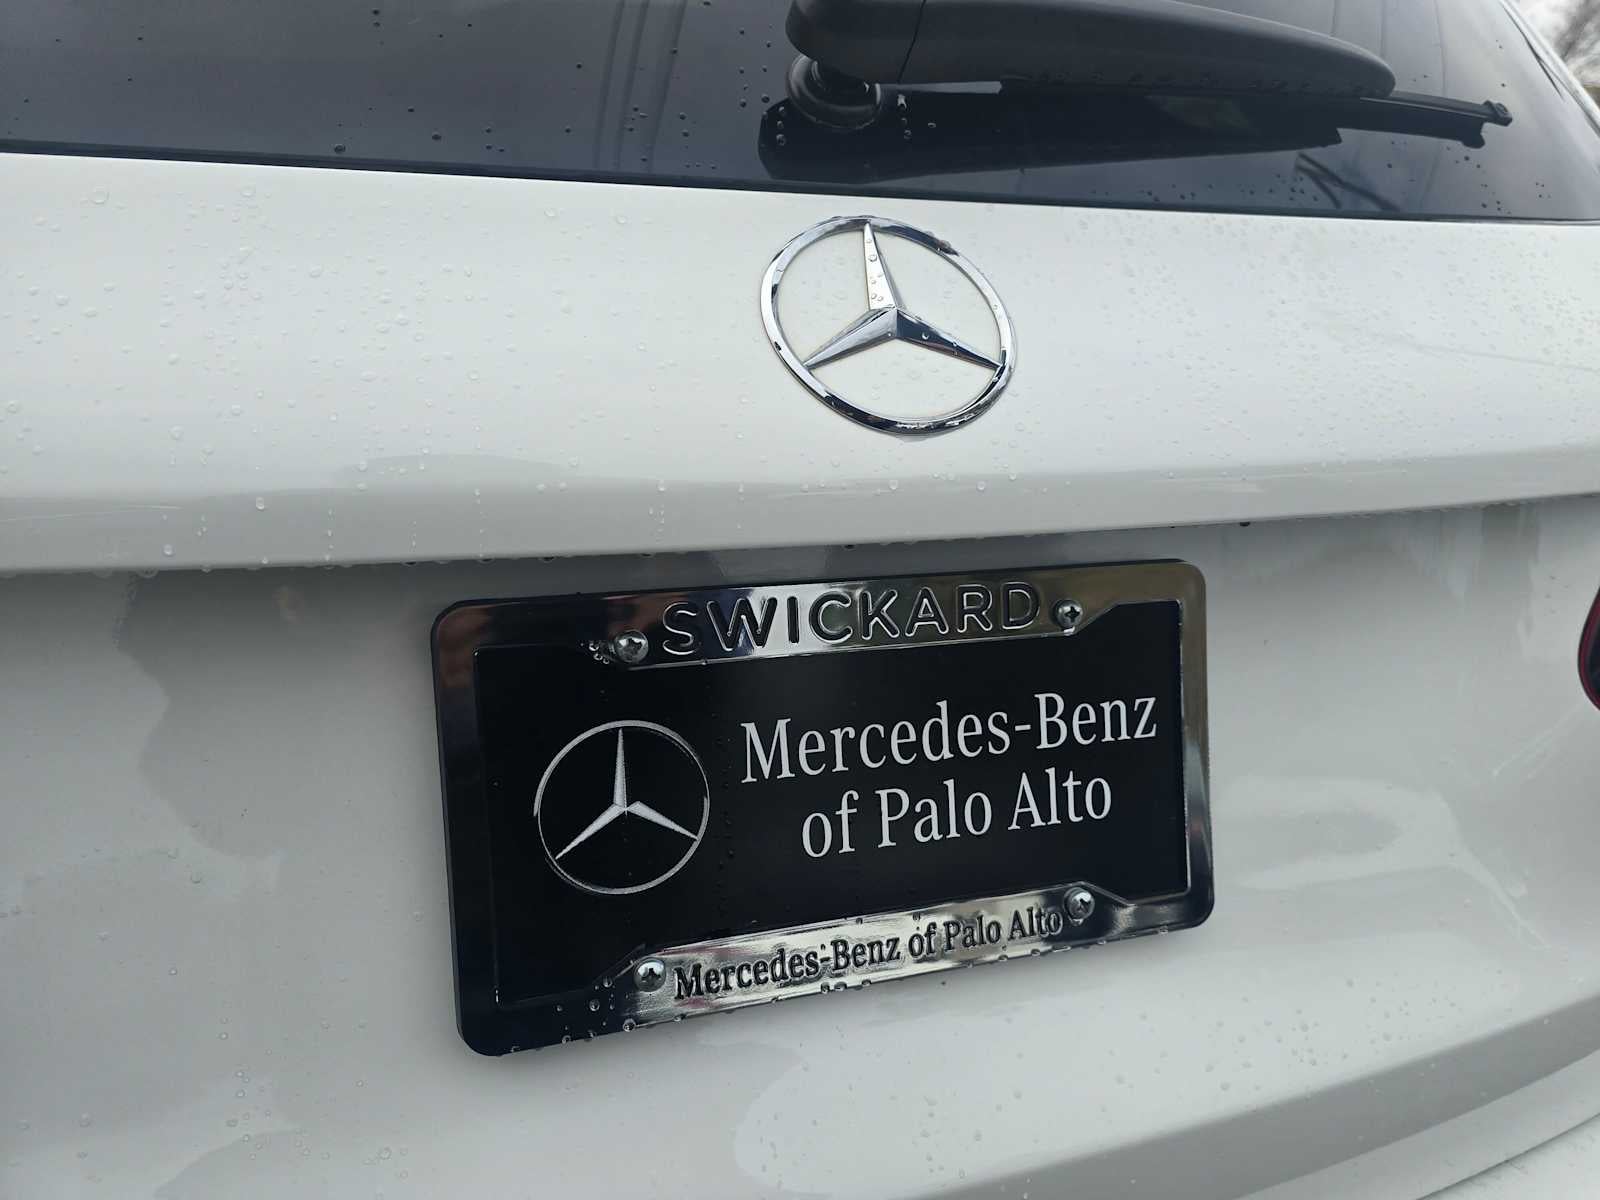 SWICKARD
Mercedes-Benz
of Palo Alto
Mercedes-Benz of Palo Alto